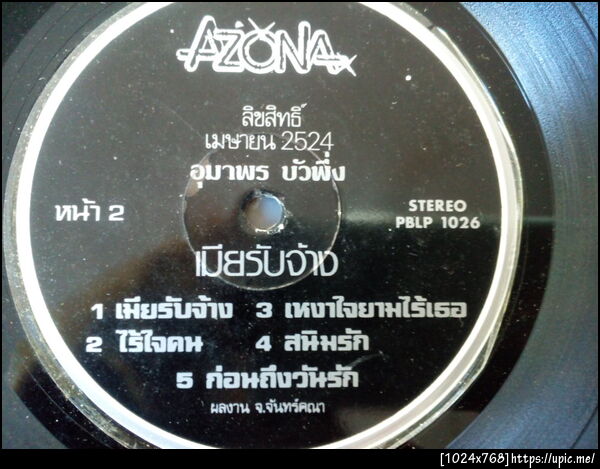 AZONA
ลิขสิทธิ์
เมษายน 2524
อุมาพร บัวพึ่ง
หน้า 2
STEREO
PBLP 1026
เมียรับจ้าง
1 เมียรับจ้าง 3 เหงาใจยามไร้เธอ
2 ไร้ใจคน 4 สนิมรัก
5 ก่อนถึงวันรัก
ผลงาน จ.จันทร์คณา
[1024x768]https://upic.me/